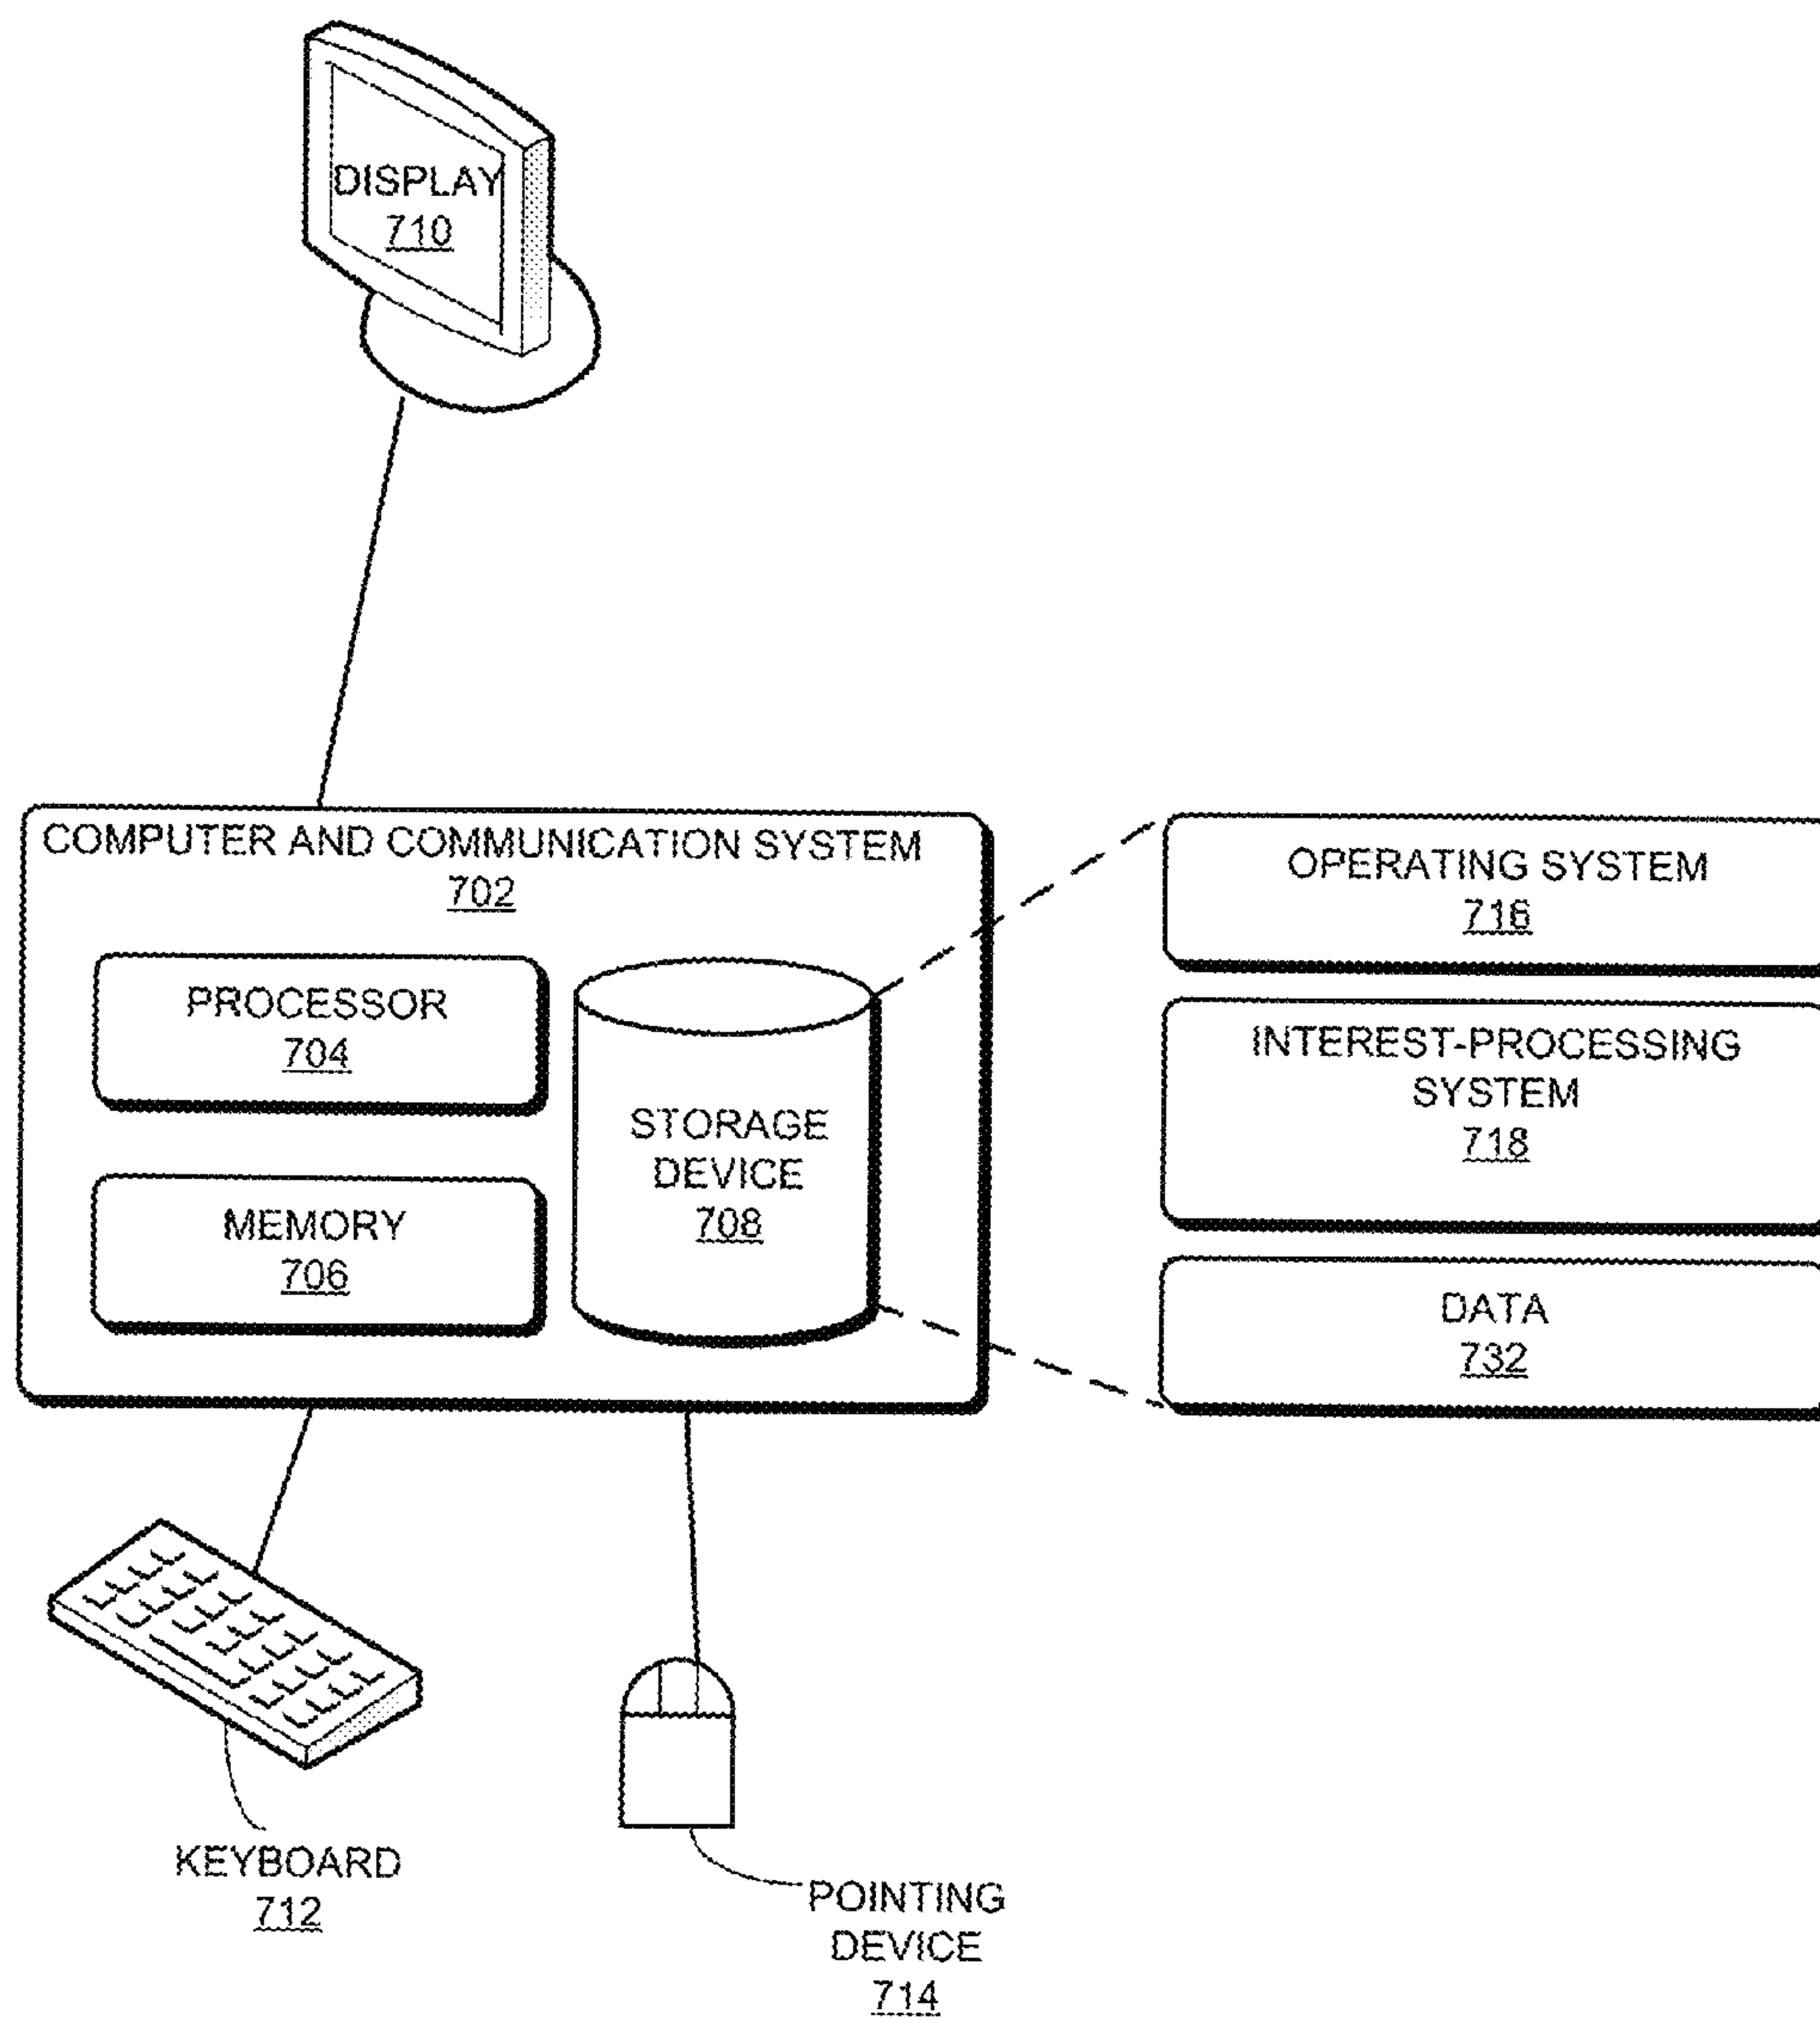 DISPLAY
710
COMPUTER AND COMMUNICATION SYSTEM
702
PROCESSOR
704
MEMORY
706
STORAGE
DEVICE
708
OPERATING SYSTEM
716
INTEREST-PROCESSING
SYSTEM
718
DATA
732
KEYBOARD
712
POINTING
DEVICE
714